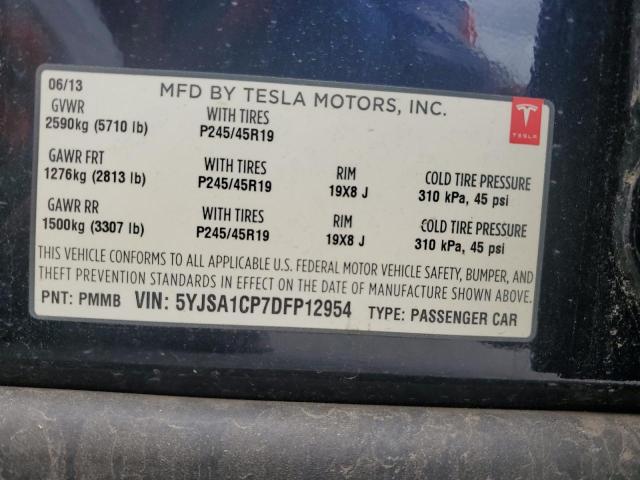 06/13
MFD BY TESLA MOTORS, INC.
GVWR WITH TIRES
2590kg (5710 lb) P245/45R19
TESLA
GAWR FRT WITH TIRES RIM COLD TIRE PRESSURE
1276kg (2813 lb) P245/45R19 19X8 J 310 kPa, 45 psi
GAWR RR WITH TIRES RIM COLD TIRE PRESSURE
1500kg (3307 lb) P245/45R19 19X8 J 310 kPa, 45 psi
THIS VEHICLE CONFORMS TO ALL APPLICABLE U.S. FEDERAL MOTOR VEHICLE SAFETY, BUMPER, AND
THEFT PREVENTION STANDARDS IN EFFECT ON THE DATE OF MANUFACTURE SHOWN ABOVE.
PNT: PMMB VIN: 5YJSA1CP7DFP12954 TYPE: PASSENGER CAR